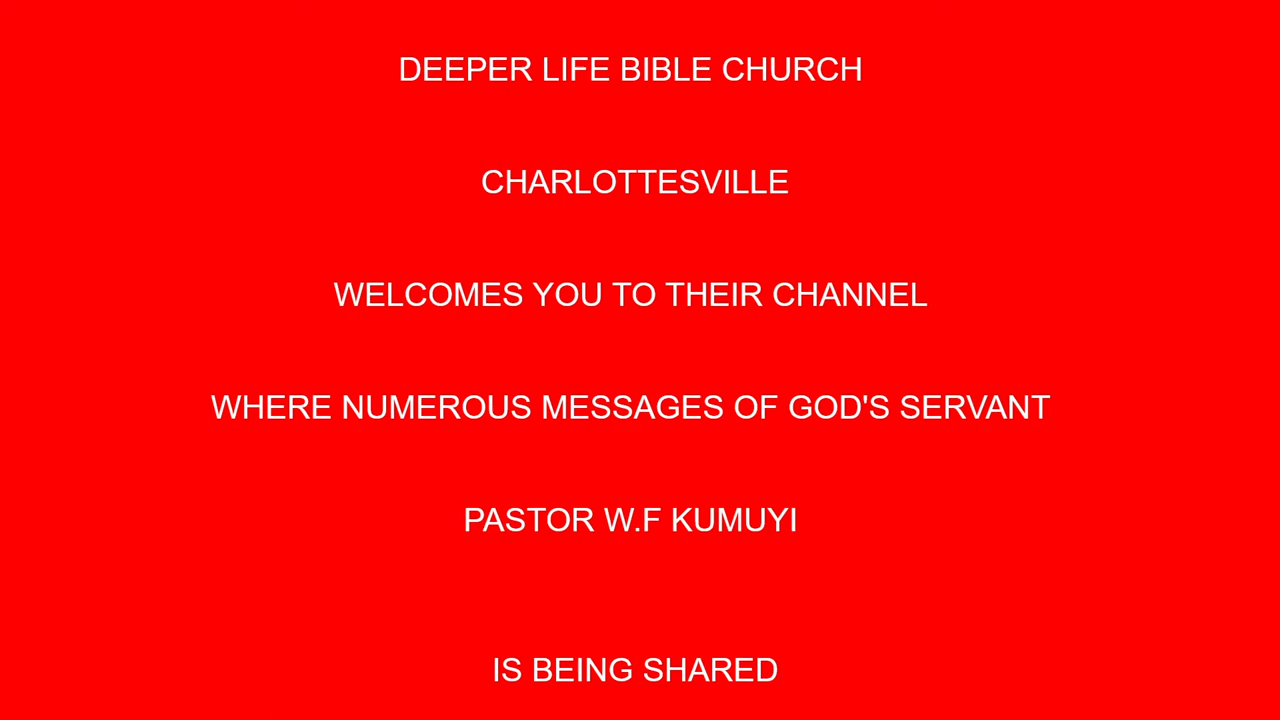 DEEPER LIFE BIBLE CHURCH
CHARLOTTESVILLE
WELCOMES YOU TO THEIR CHANNEL
WHERE NUMEROUS MESSAGES OF GOD'S SERVANT
PASTOR W.F KUMUYI
IS BEING SHARED